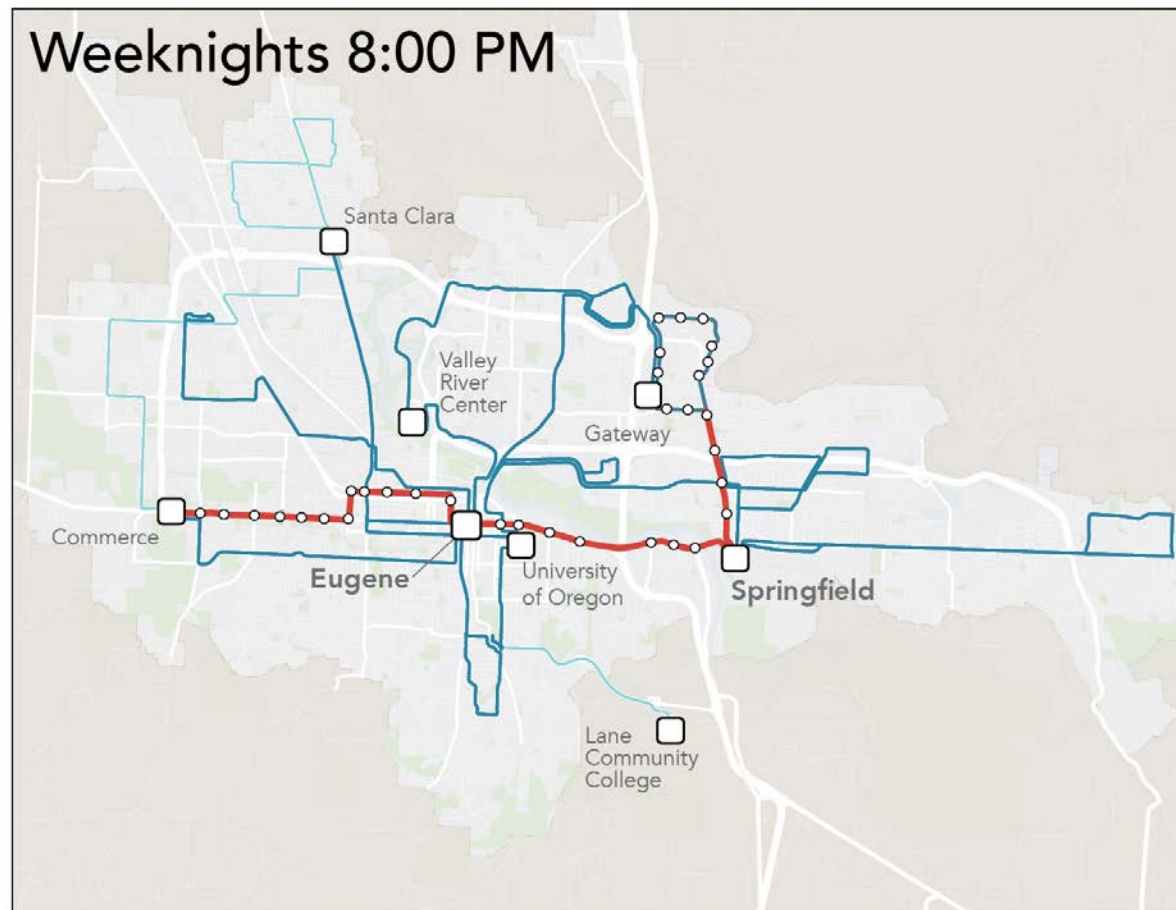 Weeknights 8:00 PM
Santa Clara
Valley
River
Center
Gateway
Commerce
Eugene
University
of Oregon
Springfield
Lane
Community
College